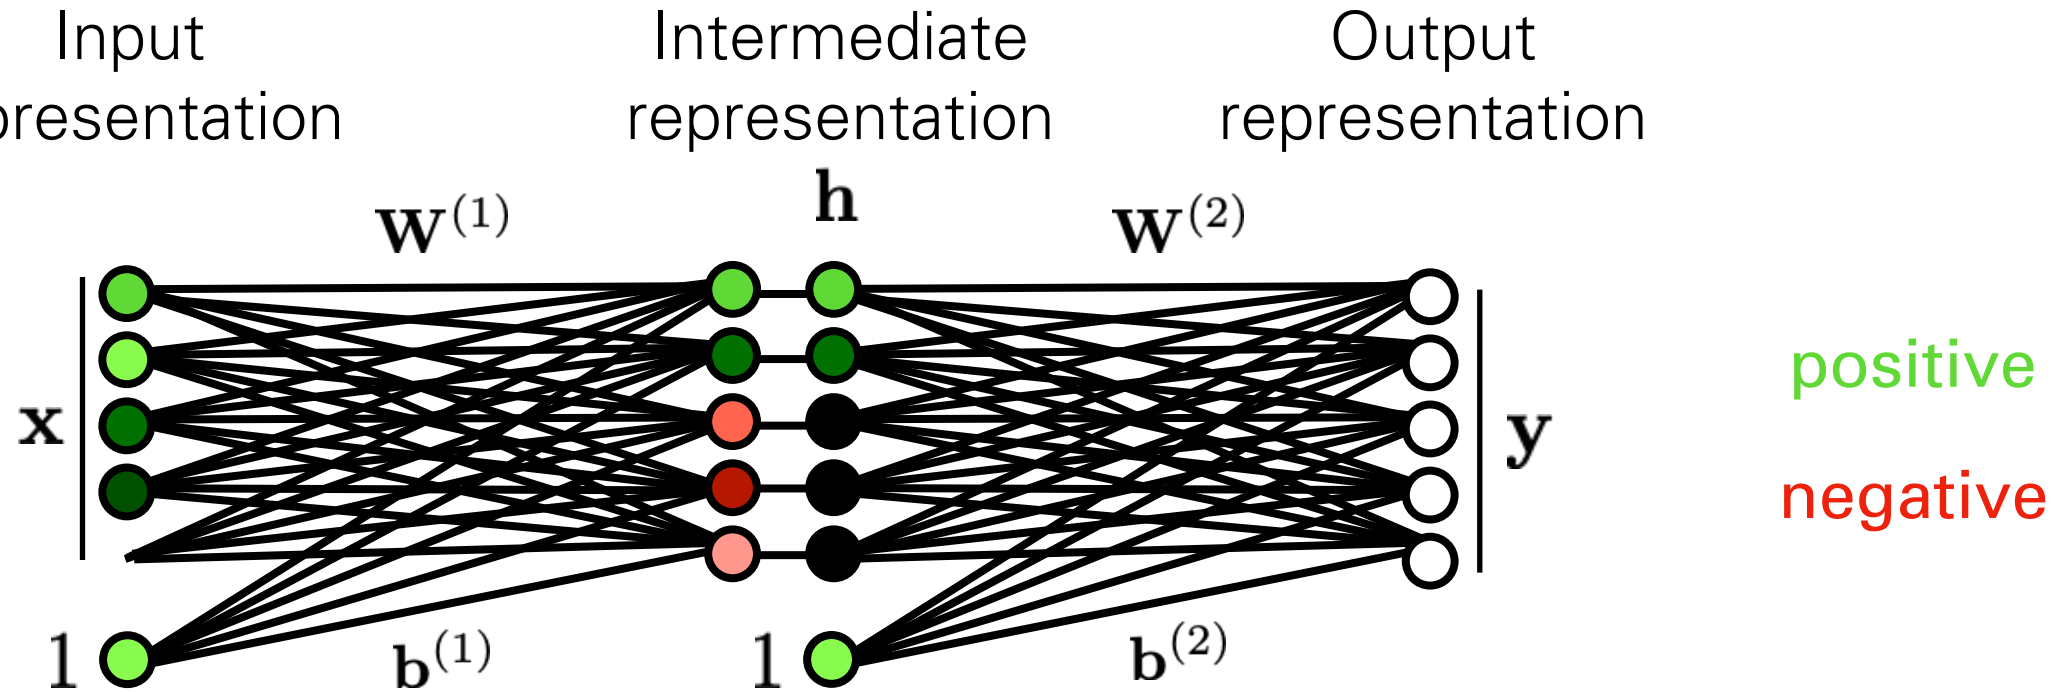 Input
presentation
Intermediate
representation
Output
representation
h
W(1)
W(2)
x
y
positive
negative
1
b(1)
1
b(2)